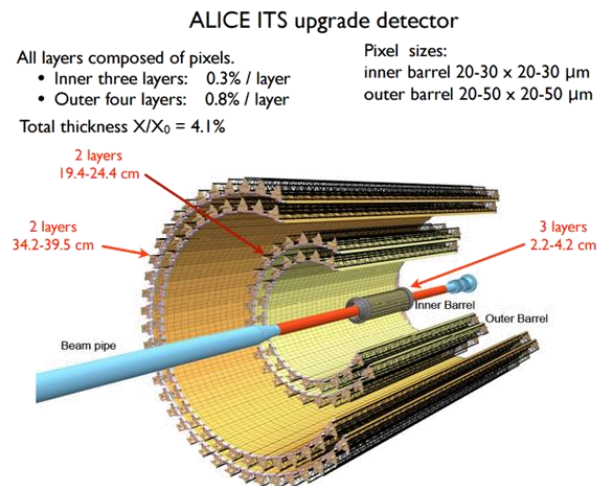 ALICE ITS upgrade detector
All layers composed of pixels.
• Inner three layers: 0.3% / layer
• Outer four layers: 0.8% / layer
Total thickness X/X₀ = 4.1%
Pixel sizes:
inner barrel 20-30 x 20-30 μm
outer barrel 20-50 x 20-50 μm
2 layers
19.4-24.4 cm
2 layers
34.2-39.5 cm
3 layers
2.2-4.2 cm
Inner Barrel
Outer Barrel
Beam pipe